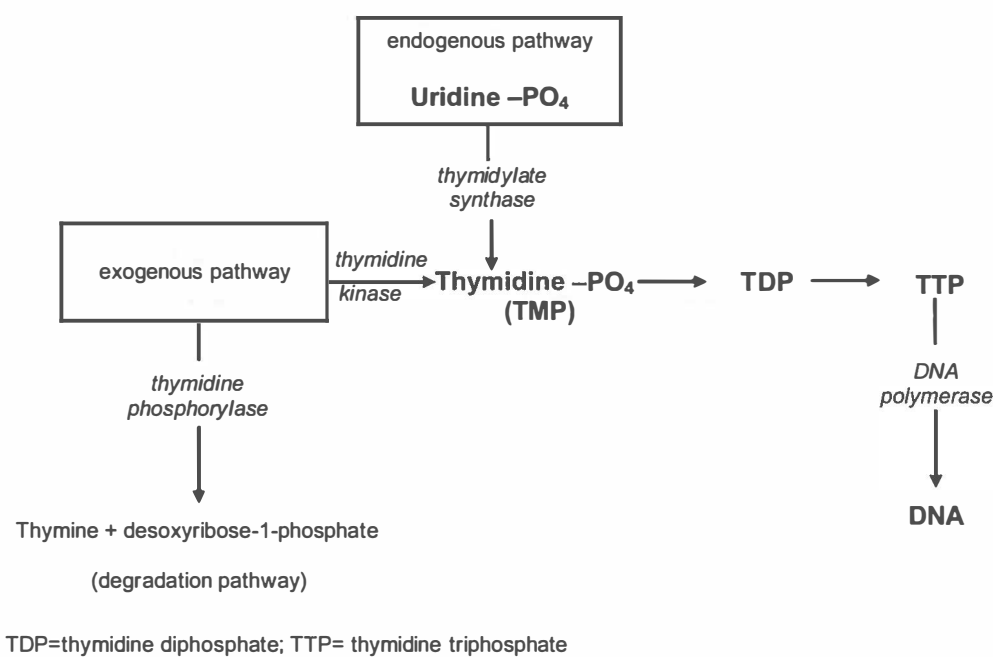 endogenous pathway
Uridine –PO₄
thymidylate
synthase
exogenous pathway
thymidine
kinase
Thymidine –PO₄
(TMP)
TDP
TTP
thymidine
phosphorylase
DNA
polymerase
Thymine + desoxyribose-1-phosphate
DNA
(degradation pathway)
TDP=thymidine diphosphate; TTP= thymidine triphosphate